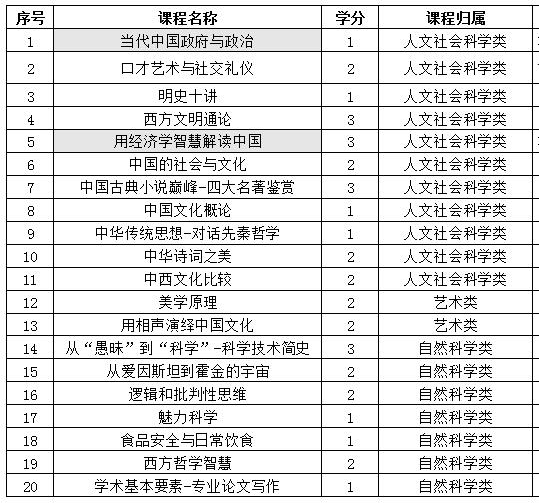 序号 课程名称 学分 课程归属
1 当代中国政府与政治 1 人文社会科学类
2 口才艺术与社交礼仪 2 人文社会科学类
3 明史十讲 1 人文社会科学类
4 西方文明通论 3 人文社会科学类
5 用经济学智慧解读中国 3 人文社会科学类
6 中国的社会与文化 2 人文社会科学类
7 中国古典小说巅峰-四大名著鉴赏 3 人文社会科学类
8 中国文化概论 1 人文社会科学类
9 中华传统思想-对话先秦哲学 1 人文社会科学类
10 中华诗词之美 2 人文社会科学类
11 中西文化比较 2 人文社会科学类
12 美学原理 2 艺术类
13 用相声演绎中国文化 2 艺术类
14 从“愚昧”到“科学”-科学技术简史 3 自然科学类
15 从爱因斯坦到霍金的宇宙 2 自然科学类
16 逻辑和批判性思维 2 自然科学类
17 魅力科学 1 自然科学类
18 食品安全与日常饮食 1 自然科学类
19 西方哲学智慧 2 自然科学类
20 学术基本要素-专业论文写作 1 自然科学类